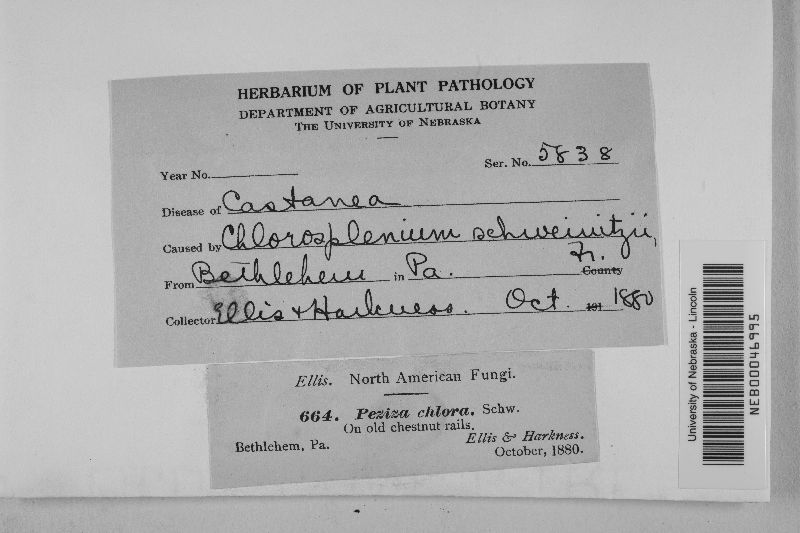 HERBARIUM OF PLANT PATHOLOGY
DEPARTMENT OF AGRICULTURAL BOTANY
THE UNIVERSITY OF NEBRASKA
Year No. Ser. No. 5838
Disease of Castanea
Caused by Chlorosplenium schweinitzii,
Fr.
From Bethlehem in Pa. County
Collector Ellis & Harkness. Oct. 191 1880
Ellis. North American Fungi.
664. Peziza chlora. Schw.
On old chestnut rails.
Bethlehem, Pa. Ellis & Harkness.
October, 1880.
University of Nebraska - Lincoln
NEB00046995